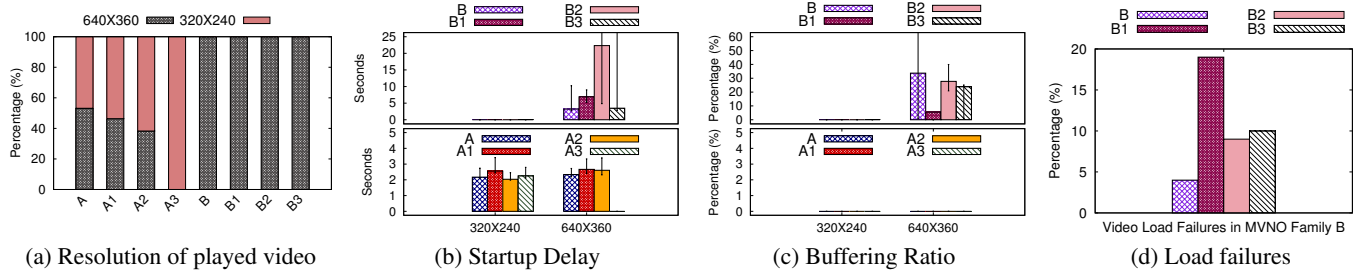 640X360 320X240
Percentage (%)
100
80
60
40
20
0
A A1 A2 A3 B B1 B2 B3
(a) Resolution of played video
B B2
B1 B3
Seconds
25
20
15
10
5
0
A A2
A1 A3
Seconds
5
4
3
2
1
0
320X240 640X360
(b) Startup Delay
B B2
B1 B3
Percentage (%)
60
50
40
30
20
10
0
A A2
A1 A3
Percentage (%)
5
4
3
2
1
0
320X240 640X360
(c) Buffering Ratio
B B2
B1 B3
Percentage (%)
20
15
10
5
0
Video Load Failures in MVNO Family B
(d) Load failures